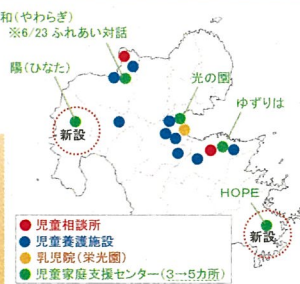 和(やわらぎ)
※6/23 ふれあい対話
陽(ひなた)
光の園
ゆずりは
新設
HOPE
新設
児童相談所
児童養護施設
乳児院(栄光園)
児童家庭支援センター(3→5カ所)